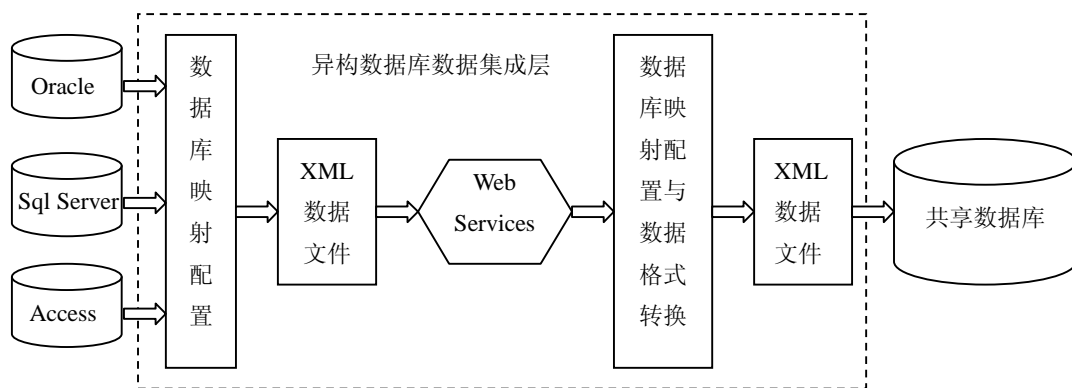 Oracle
Sql Server
Access
数
据
库
映
射
配
置
异构数据库数据集成层
XML
数据
文件
Web
Services
数据
库映
射配
置与
数据
格式
转换
XML
数据
文件
共享数据库